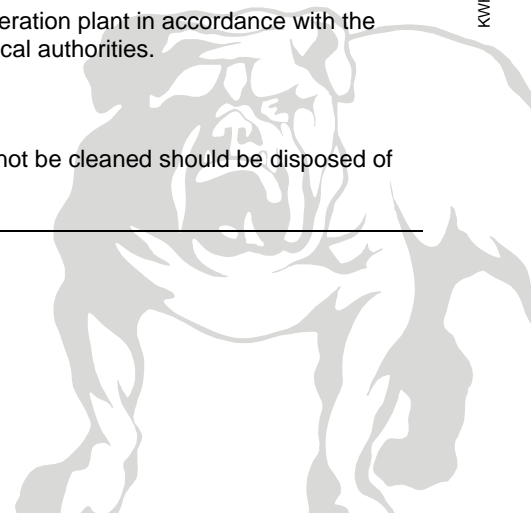 eration plant in accordance with the
cal authorities.
not be cleaned should be disposed of